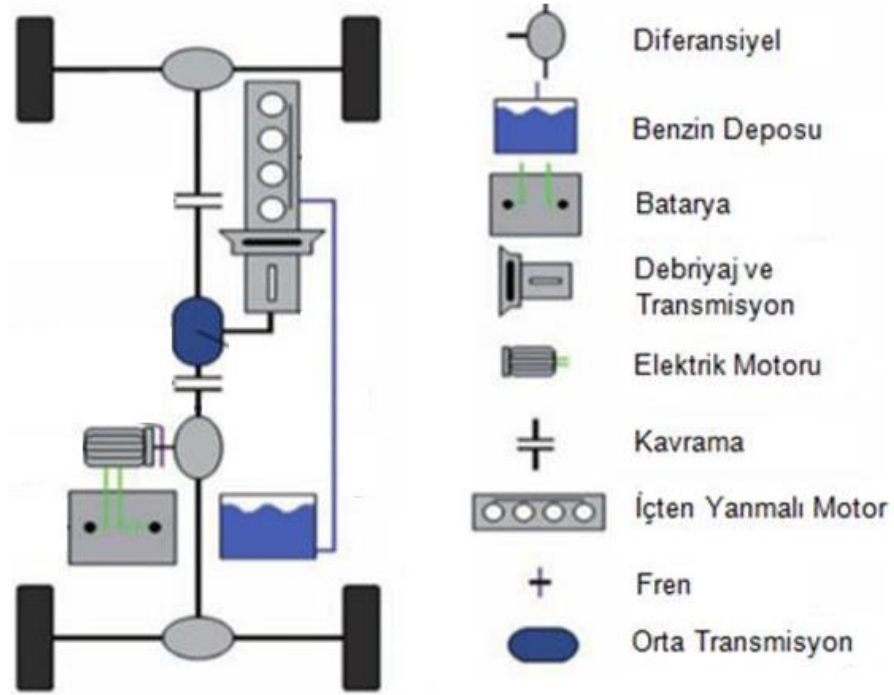 Diferansiyel
Benzin Deposu
Batarya
Debriyaj ve
Transmisyon
Elektrik Motoru
Kavrama
İçten Yanmalı Motor
Fren
Orta Transmisyon